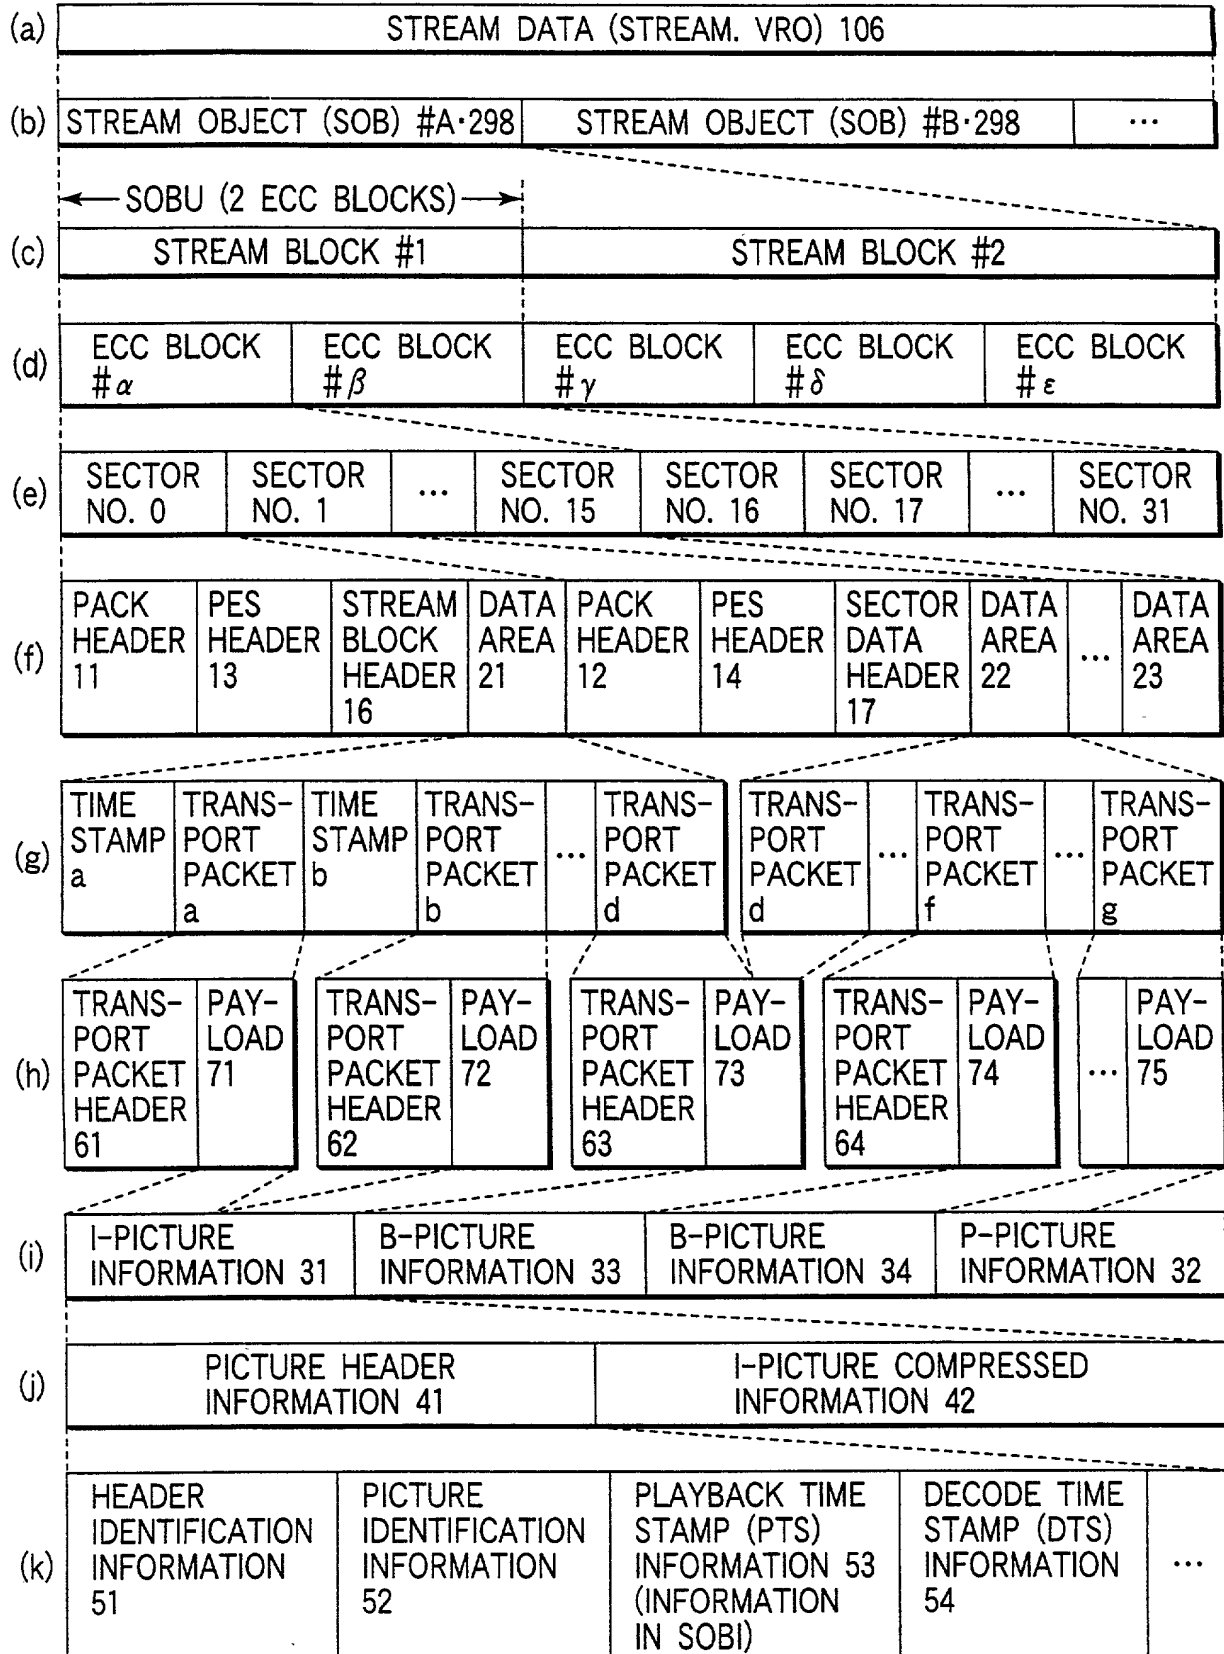 (a) STREAM DATA (STREAM. VRO) 106
(b) STREAM OBJECT (SOB) #A·298 STREAM OBJECT (SOB) #B·298 ...
SOBU (2 ECC BLOCKS)
(c) STREAM BLOCK #1 STREAM BLOCK #2
(d)
ECC BLOCK #α
ECC BLOCK #β
ECC BLOCK #γ
ECC BLOCK #δ
ECC BLOCK #ε
(e)
SECTOR NO. 0
SECTOR NO. 1
...
SECTOR NO. 15
SECTOR NO. 16
SECTOR NO. 17
...
SECTOR NO. 31
(f)
PACK HEADER 11
PES HEADER 13
STREAM BLOCK HEADER 16
DATA AREA 21
PACK HEADER 12
PES HEADER 14
SECTOR DATA HEADER 17
DATA AREA 22
...
DATA AREA 23
(g)
TIME STAMP a
TRANS-PORT PACKET a
TIME STAMP b
TRANS-PORT PACKET b
...
TRANS-PORT PACKET d
TRANS-PORT PACKET d
...
TRANS-PORT PACKET f
...
TRANS-PORT PACKET g
(h)
TRANS-PORT PACKET HEADER 61
PAY-LOAD 71
TRANS-PORT PACKET HEADER 62
PAY-LOAD 72
TRANS-PORT PACKET HEADER 63
PAY-LOAD 73
TRANS-PORT PACKET HEADER 64
PAY-LOAD 74
...
PAY-LOAD 75
(i)
I-PICTURE INFORMATION 31
B-PICTURE INFORMATION 33
B-PICTURE INFORMATION 34
P-PICTURE INFORMATION 32
(j)
PICTURE HEADER INFORMATION 41
I-PICTURE COMPRESSED INFORMATION 42
(k)
HEADER IDENTIFICATION INFORMATION 51
PICTURE IDENTIFICATION INFORMATION 52
PLAYBACK TIME STAMP (PTS) INFORMATION 53 (INFORMATION IN SOBI)
DECODE TIME STAMP (DTS) INFORMATION 54
...